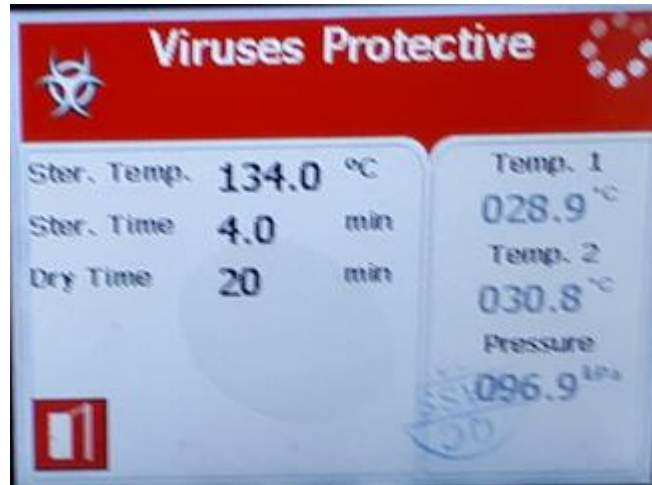 Viruses Protective
Ster. Temp. 134.0 °C
Ster. Time 4.0 min
Dry Time 20 min
Temp. 1
028.9 °C
Temp. 2
030.8 °C
Pressure
096.9 kPa